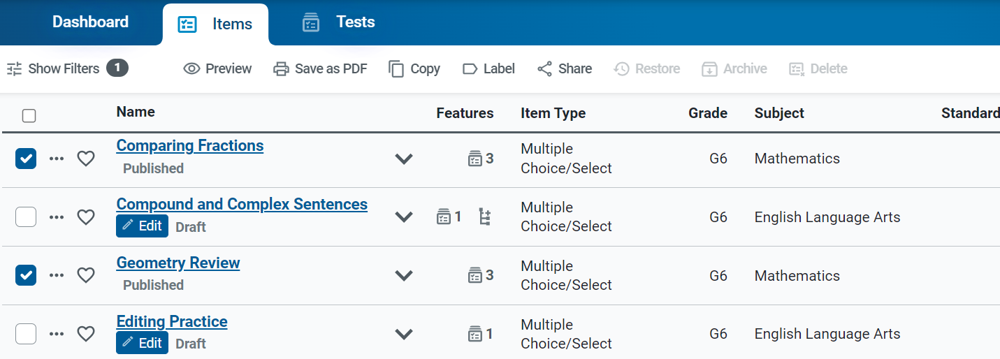 Dashboard Items Tests
Show Filters 1 Preview Save as PDF Copy Label Share Restore Archive Delete
Name Features Item Type Grade Subject Standard
Comparing Fractions
Published
3
Multiple
Choice/Select
G6
Mathematics
Compound and Complex Sentences
Edit Draft
1
Multiple
Choice/Select
G6
English Language Arts
Geometry Review
Published
3
Multiple
Choice/Select
G6
Mathematics
Editing Practice
Edit Draft
1
Multiple
Choice/Select
G6
English Language Arts